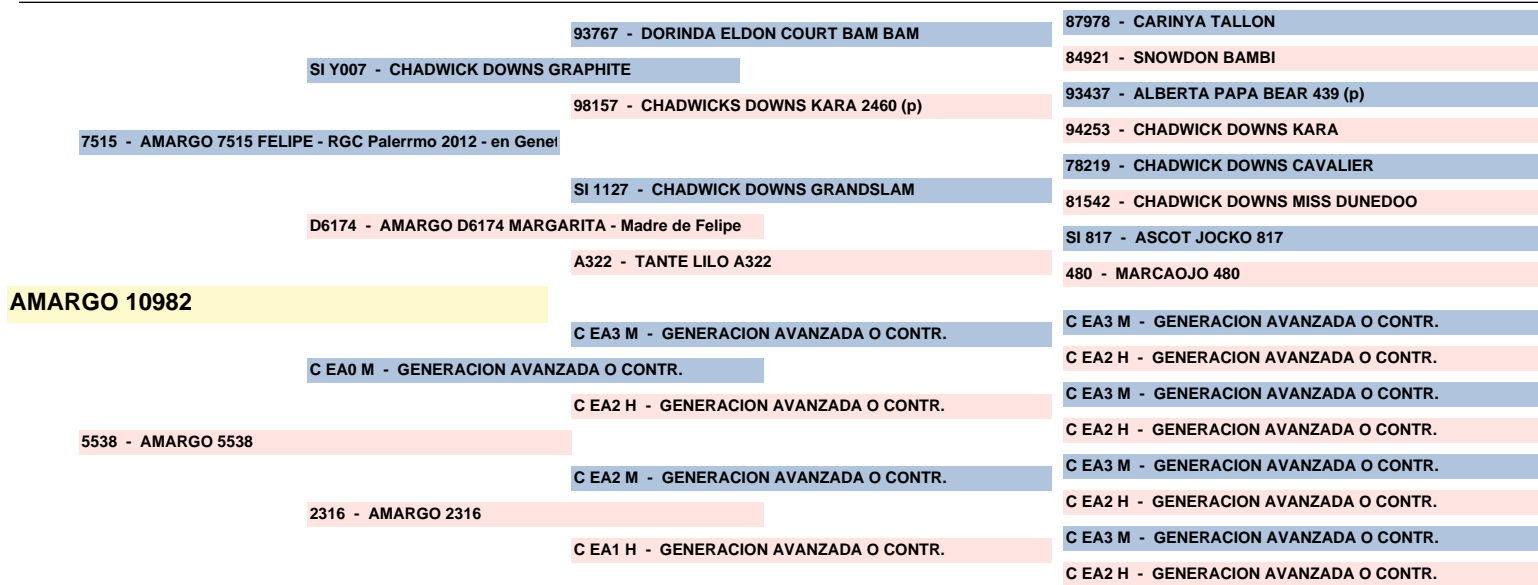 87978 - CARINYA TALLON
93767 - DORINDA ELDON COURT BAM BAM
84921 - SNOWDON BAMBI
SI Y007 - CHADWICK DOWNS GRAPHITE
93437 - ALBERTA PAPA BEAR 439 (p)
98157 - CHADWICKS DOWNS KARA 2460 (p)
94253 - CHADWICK DOWNS KARA
7515 - AMARGO 7515 FELIPE - RGC Palerrmo 2012 - en Genet
78219 - CHADWICK DOWNS CAVALIER
SI 1127 - CHADWICK DOWNS GRANDSLAM
81542 - CHADWICK DOWNS MISS DUNEDOO
D6174 - AMARGO D6174 MARGARITA - Madre de Felipe
SI 817 - ASCOT JOCKO 817
A322 - TANTE LILO A322
480 - MARCAOJO 480
AMARGO 10982
C EA3 M - GENERACION AVANZADA O CONTR.
C EA3 M - GENERACION AVANZADA O CONTR.
C EA2 H - GENERACION AVANZADA O CONTR.
C EA0 M - GENERACION AVANZADA O CONTR.
C EA3 M - GENERACION AVANZADA O CONTR.
C EA2 H - GENERACION AVANZADA O CONTR.
C EA2 H - GENERACION AVANZADA O CONTR.
5538 - AMARGO 5538
C EA3 M - GENERACION AVANZADA O CONTR.
C EA2 M - GENERACION AVANZADA O CONTR.
C EA2 H - GENERACION AVANZADA O CONTR.
2316 - AMARGO 2316
C EA3 M - GENERACION AVANZADA O CONTR.
C EA1 H - GENERACION AVANZADA O CONTR.
C EA2 H - GENERACION AVANZADA O CONTR.